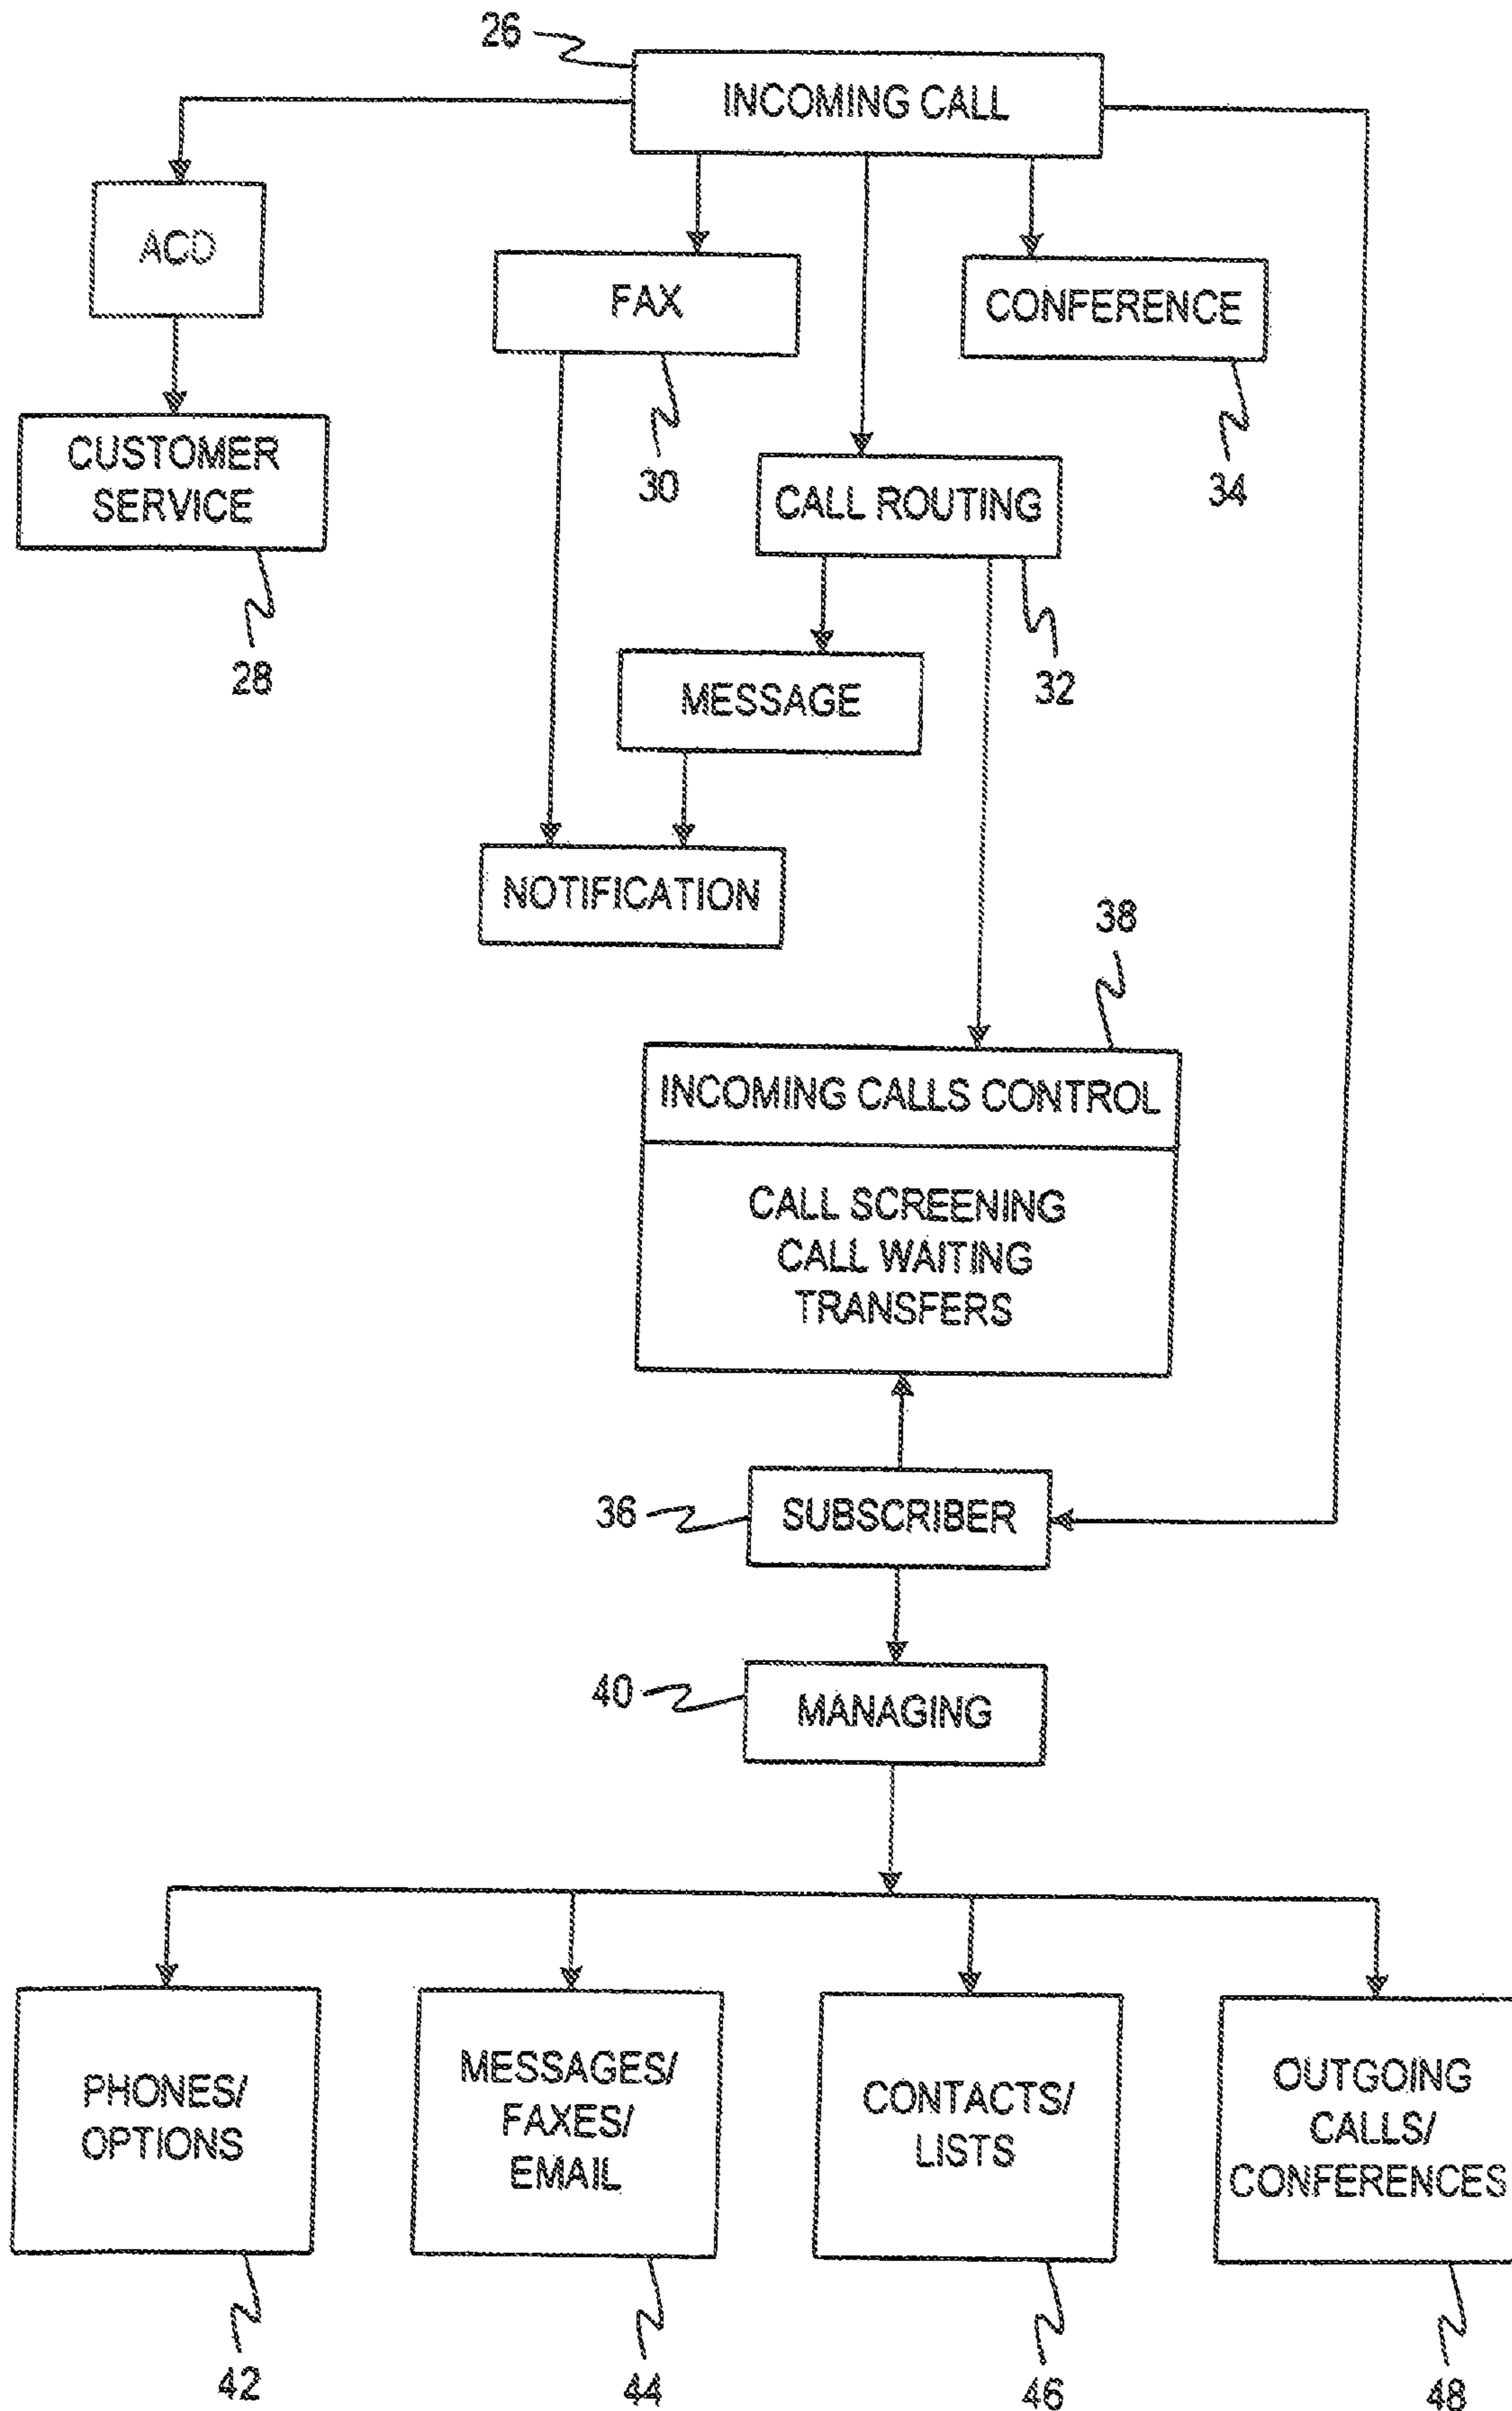 26
INCOMING CALL
ACD
FAX
CONFERENCE
CUSTOMER
SERVICE
30
CALL ROUTING
34
28
MESSAGE
32
NOTIFICATION
38
INCOMING CALLS CONTROL
CALL SCREENING
CALL WAITING
TRANSFERS
36
SUBSCRIBER
40
MANAGING
PHONES/
OPTIONS
MESSAGES/
FAXES/
EMAIL
CONTACTS/
LISTS
OUTGOING
CALLS/
CONFERENCES
42
44
46
48